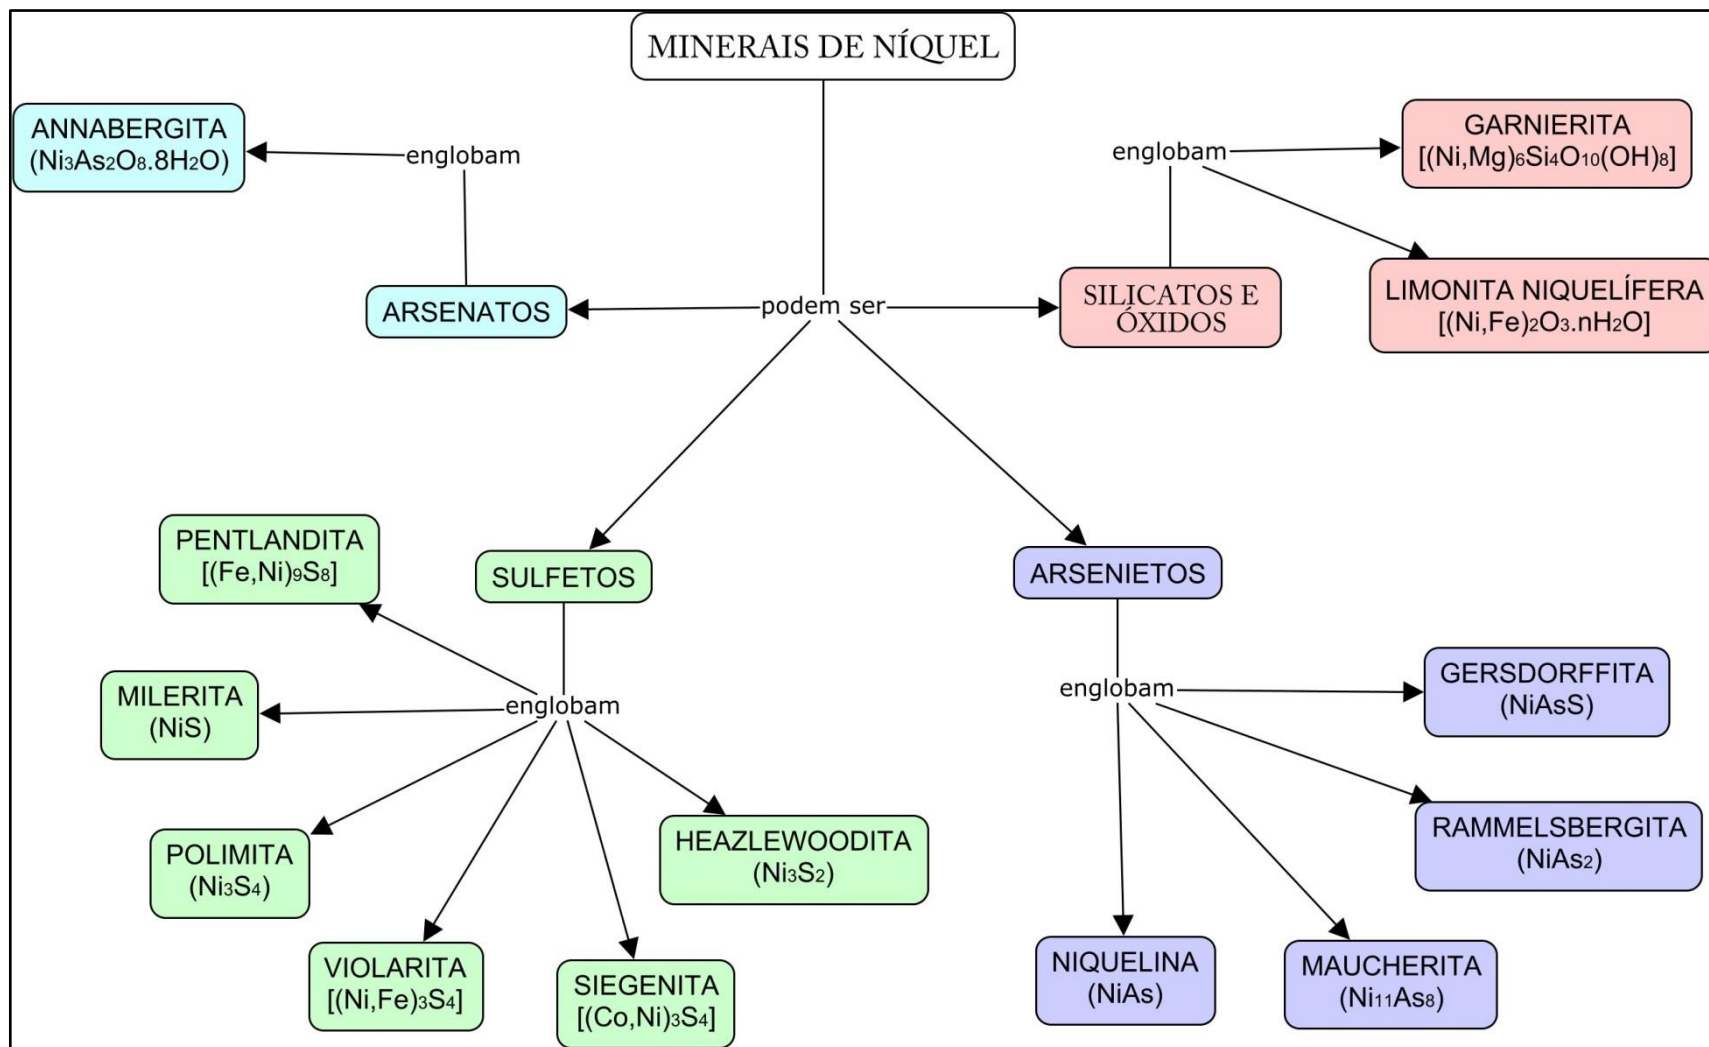 MINERAIS DE NÍQUEL
ANNABERGITA
(Ni₃As₂O₈.8H₂O)
englobam
englobam
GARNIERITA
[(Ni,Mg)₆Si₄O₁₀(OH)₈]
ARSENATOS
podem ser
SILICATOS E
ÓXIDOS
LIMONITA NIQUELÍFERA
[(Ni,Fe)₂O₃.nH₂O]
PENTLANDITA
[(Fe,Ni)₉S₈]
SULFETOS
ARSENIETOS
MILERITA
(NiS)
englobam
englobam
GERSDORFFITA
(NiAsS)
POLIMITA
(Ni₃S₄)
HEAZLEWOODITA
(Ni₃S₂)
RAMMELSBERGITA
(NiAs₂)
VIOLARITA
[(Ni,Fe)₃S₄]
SIEGENITA
[(Co,Ni)₃S₄]
NIQUELINA
(NiAs)
MAUCHERITA
(Ni₁₁As₈)